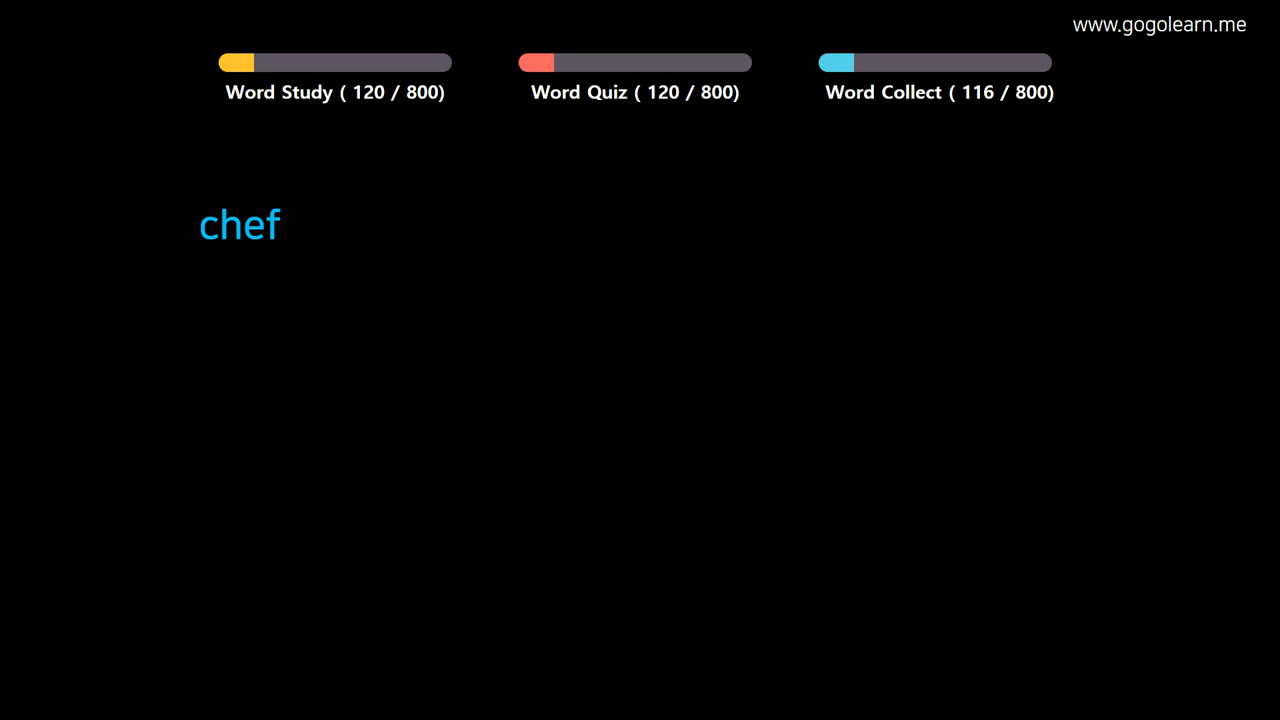 www.gogolearn.me
Word Study ( 120 / 800)
Word Quiz ( 120 / 800)
Word Collect ( 116 / 800)
chef